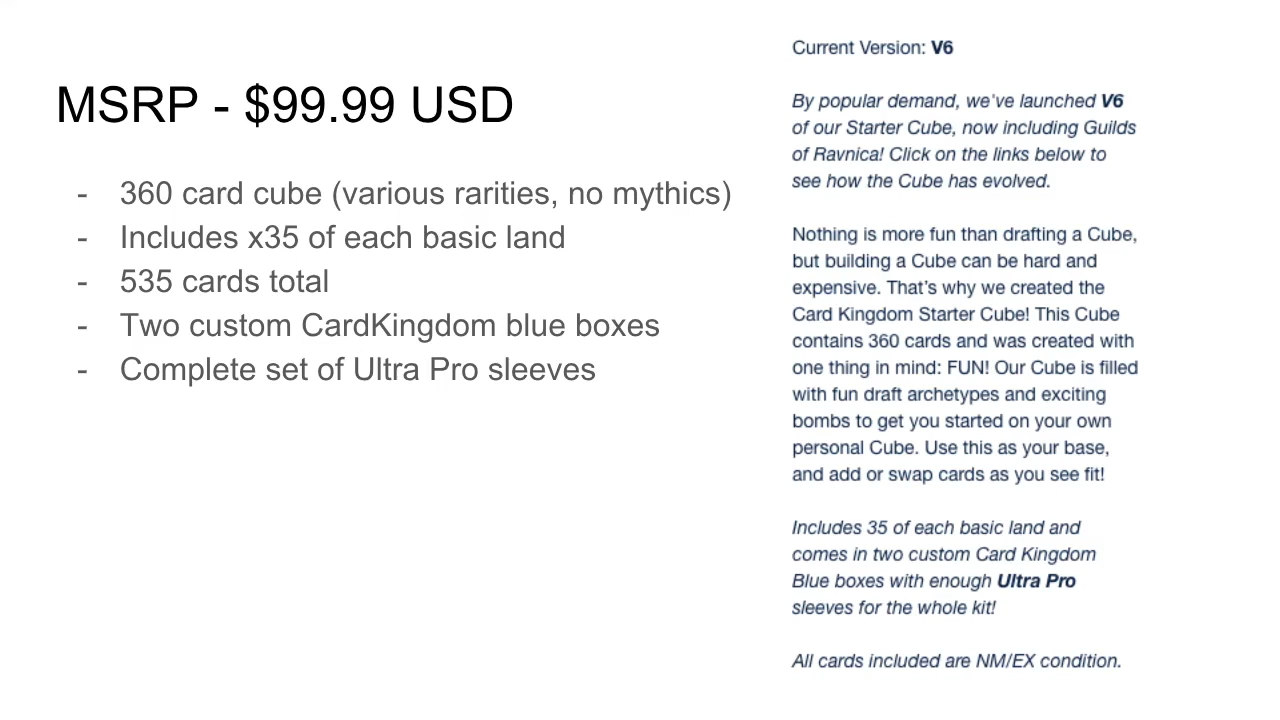 MSRP - $99.99 USD
- 360 card cube (various rarities, no mythics)
- Includes x35 of each basic land
- 535 cards total
- Two custom CardKingdom blue boxes
- Complete set of Ultra Pro sleeves
Current Version: V6
By popular demand, we've launched V6
of our Starter Cube, now including Guilds
of Ravnica! Click on the links below to
see how the Cube has evolved.
Nothing is more fun than drafting a Cube,
but building a Cube can be hard and
expensive. That’s why we created the
Card Kingdom Starter Cube! This Cube
contains 360 cards and was created with
one thing in mind: FUN! Our Cube is filled
with fun draft archetypes and exciting
bombs to get you started on your own
personal Cube. Use this as your base,
and add or swap cards as you see fit!
Includes 35 of each basic land and
comes in two custom Card Kingdom
Blue boxes with enough Ultra Pro
sleeves for the whole kit!
All cards included are NM/EX condition.